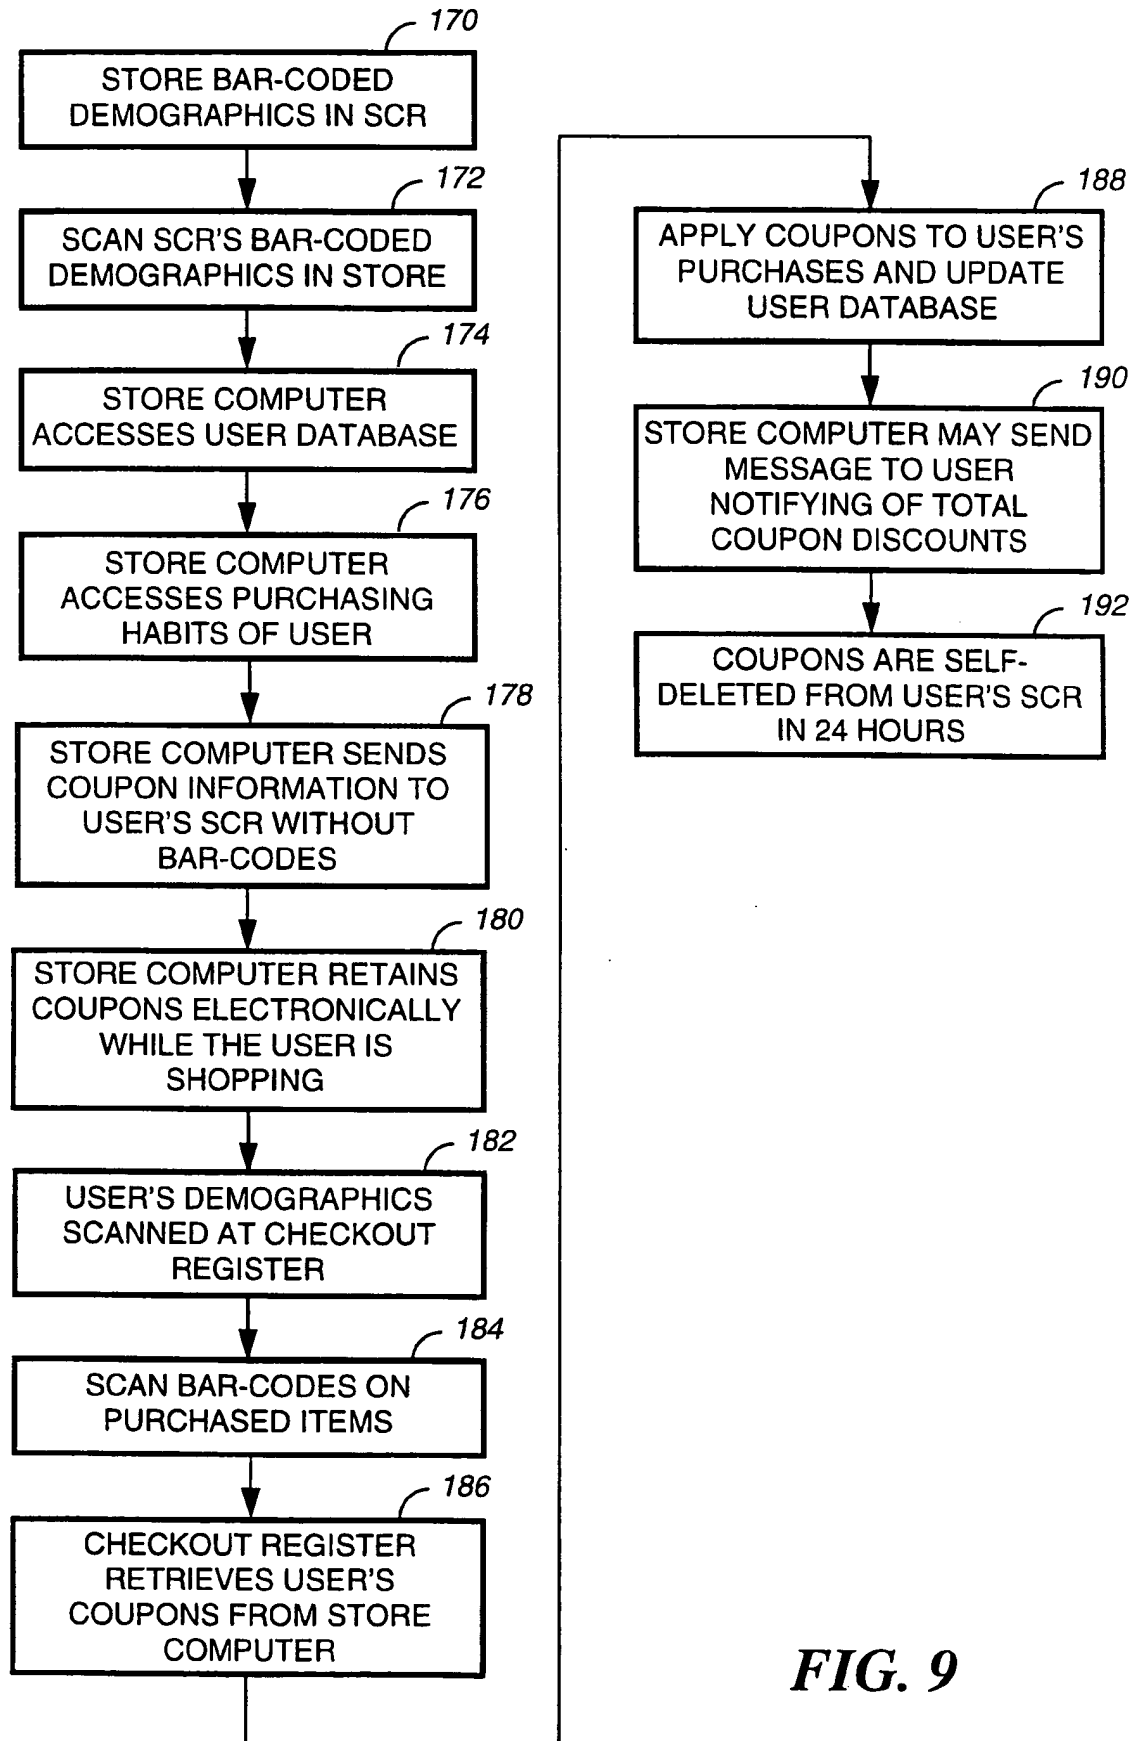 170
STORE BAR-CODED
DEMOGRAPHICS IN SCR
172
SCAN SCR'S BAR-CODED
DEMOGRAPHICS IN STORE
174
STORE COMPUTER
ACCESSES USER DATABASE
176
STORE COMPUTER
ACCESSES PURCHASING
HABITS OF USER
178
STORE COMPUTER SENDS
COUPON INFORMATION TO
USER'S SCR WITHOUT
BAR-CODES
180
STORE COMPUTER RETAINS
COUPONS ELECTRONICALLY
WHILE THE USER IS
SHOPPING
182
USER'S DEMOGRAPHICS
SCANNED AT CHECKOUT
REGISTER
184
SCAN BAR-CODES ON
PURCHASED ITEMS
186
CHECKOUT REGISTER
RETRIEVES USER'S
COUPONS FROM STORE
COMPUTER
188
APPLY COUPONS TO USER'S
PURCHASES AND UPDATE
USER DATABASE
190
STORE COMPUTER MAY SEND
MESSAGE TO USER
NOTIFYING OF TOTAL
COUPON DISCOUNTS
192
COUPONS ARE SELF-
DELETED FROM USER'S SCR
IN 24 HOURS
FIG. 9